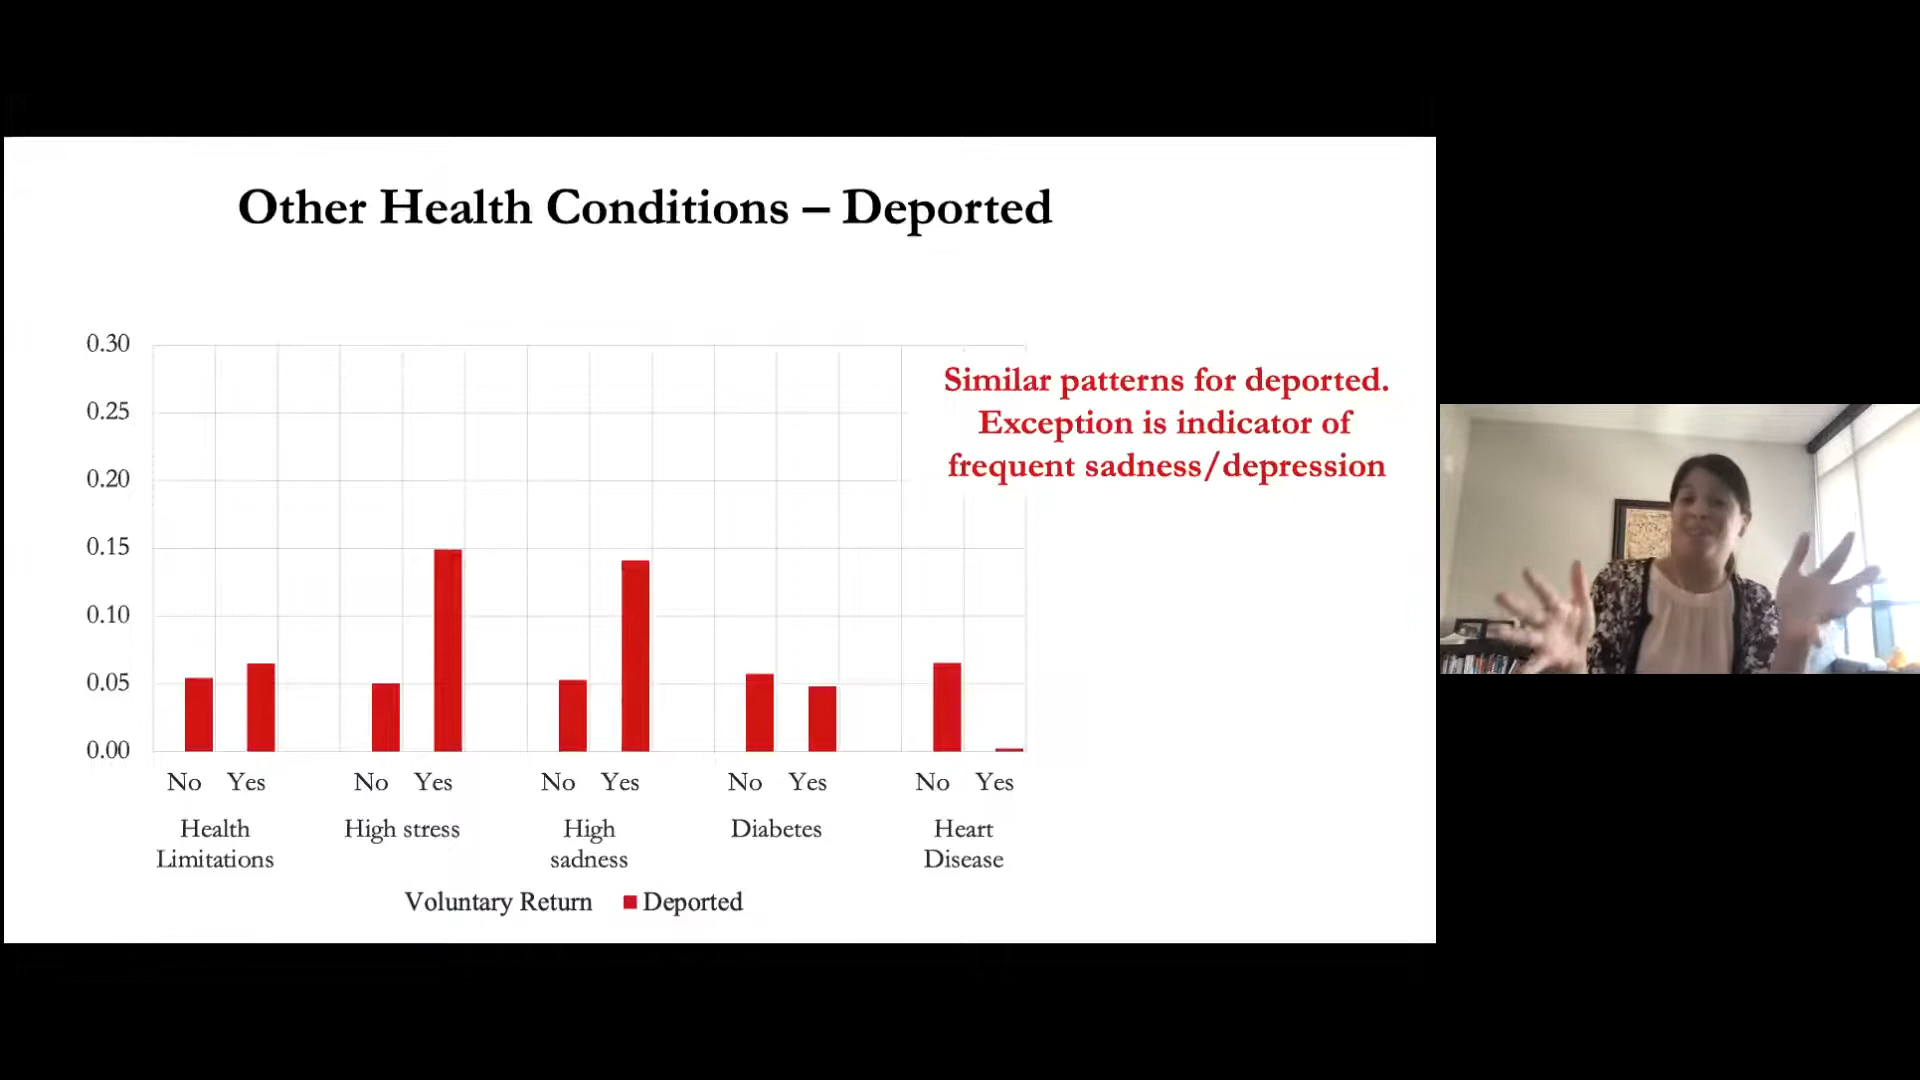 Other Health Conditions – Deported
0.30
0.25
0.20
0.15
0.10
0.05
0.00
Similar patterns for deported.
Exception is indicator of
frequent sadness/depression
No Yes No Yes No Yes No Yes No Yes
Health High stress High Diabetes Heart
Limitations sadness Disease
Voluntary Return Deported